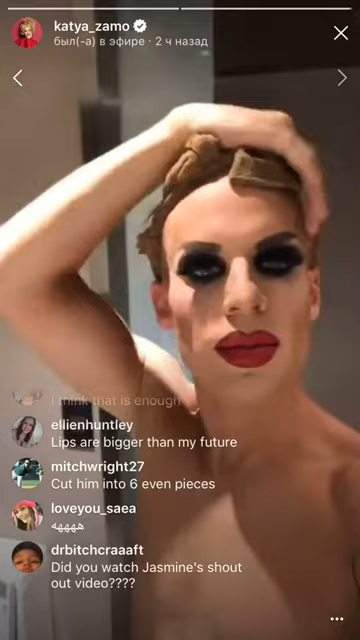 katya_zamo
был(-а) в эфире · 2 ч назад
i think that is enough
ellienhuntley
Lips are bigger than my future
mitchwright27
Cut him into 6 even pieces
loveyou_saea
ههههه
drbitchcraaaft
Did you watch Jasmine's shout
out video????